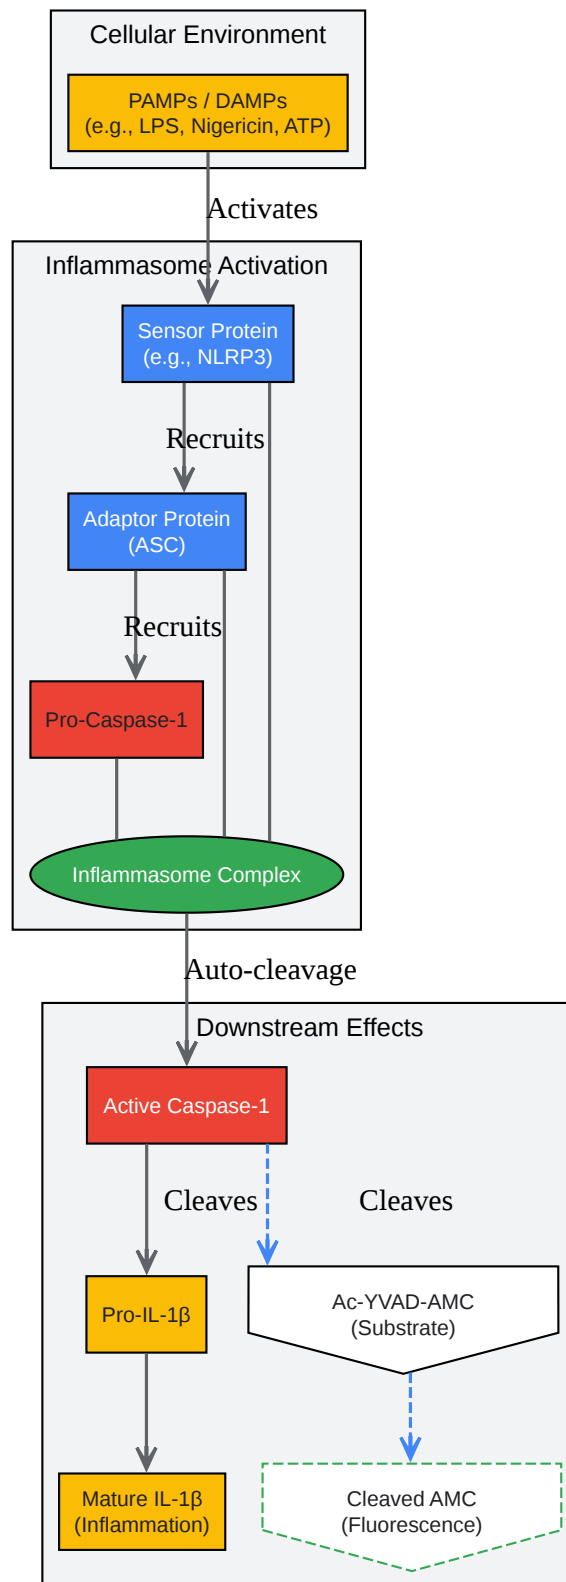 Cellular Environment
PAMPs / DAMPs
(e.g., LPS, Nigericin, ATP)
Activates
Inflammasome Activation
Sensor Protein
(e.g., NLRP3)
Recruits
Adaptor Protein
(ASC)
Recruits
Pro-Caspase-1
Inflammasome Complex
Auto-cleavage
Downstream Effects
Active Caspase-1
Cleaves
Cleaves
Pro-IL-1β
Ac-YVAD-AMC
(Substrate)
Mature IL-1β
(Inflammation)
Cleaved AMC
(Fluorescence)